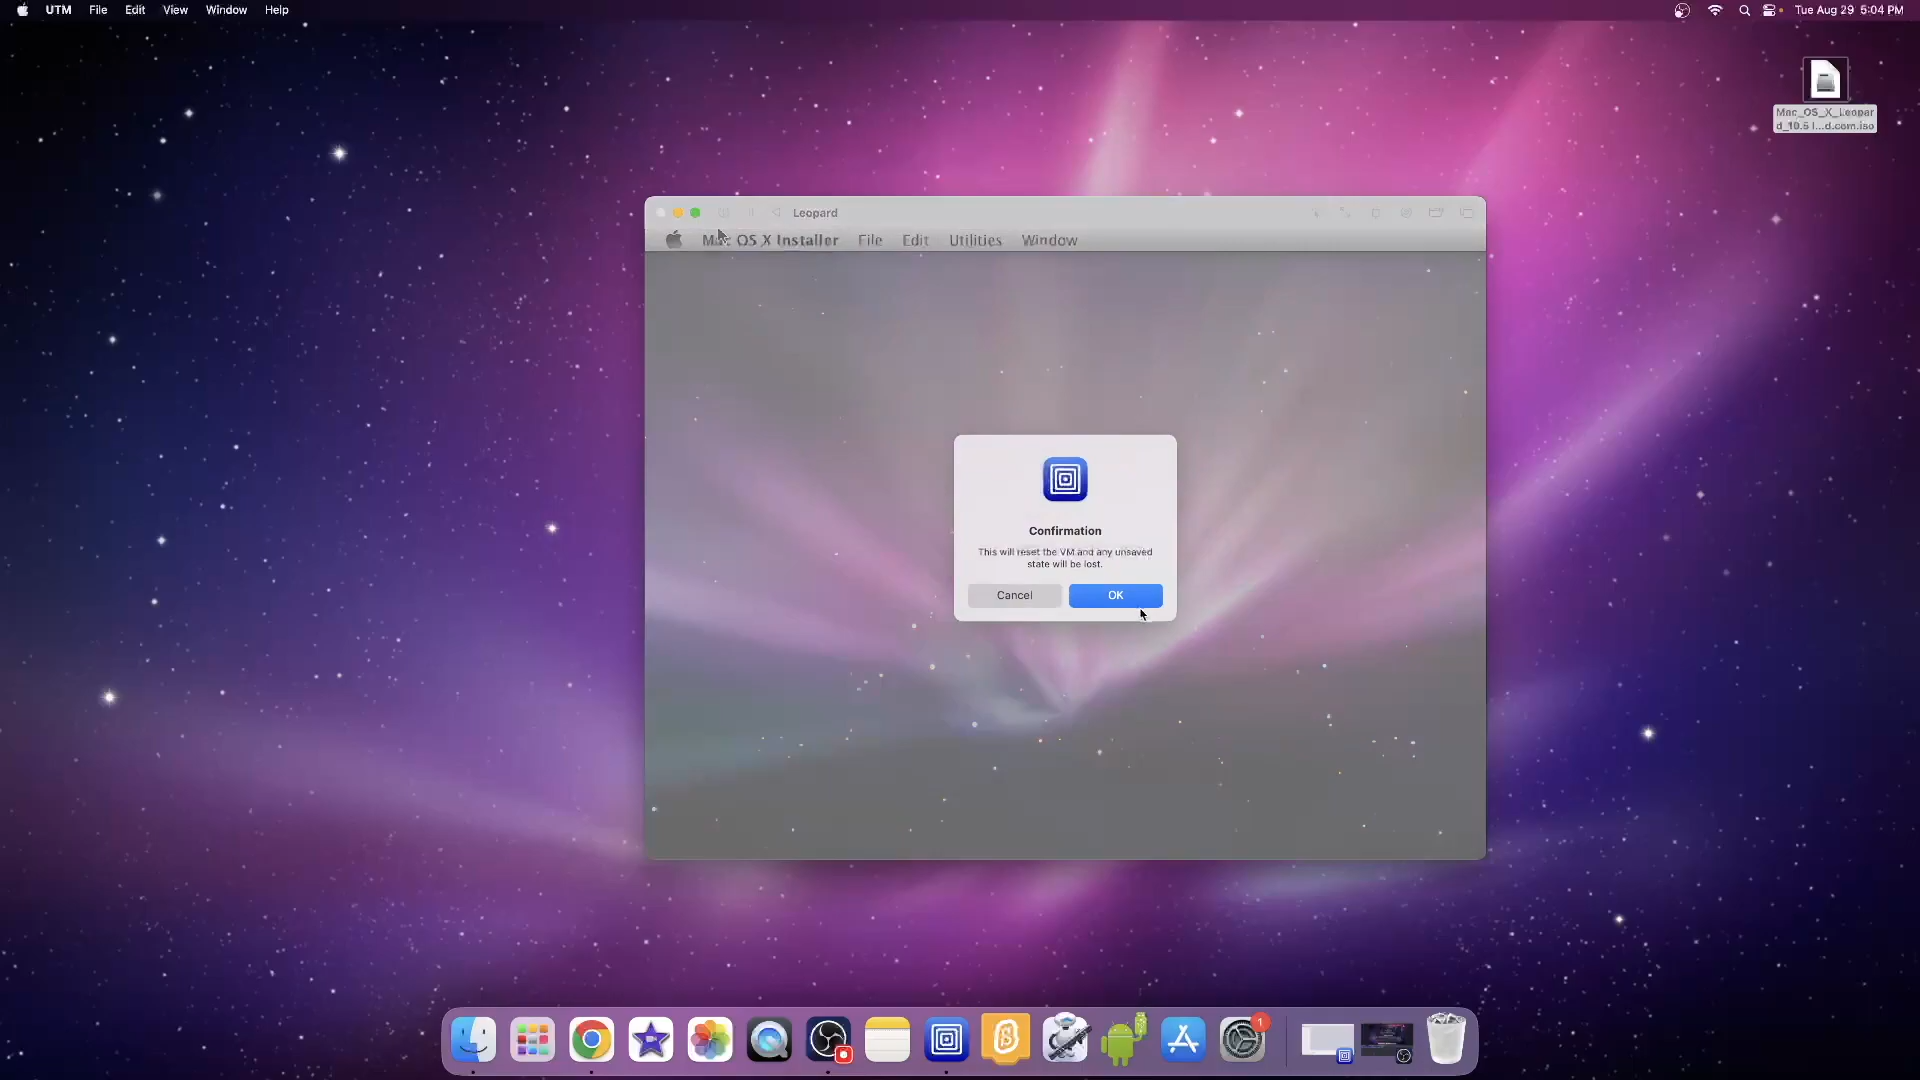 UTM File Edit View Window Help Tue Aug 29 5:04 PM
Mac_OS_X_Leopar
d_10.5 I...d.com.iso
Leopard
Mac OS X Installer File Edit Utilities Window
Confirmation
This will reset the VM and any unsaved
state will be lost.
Cancel OK
1